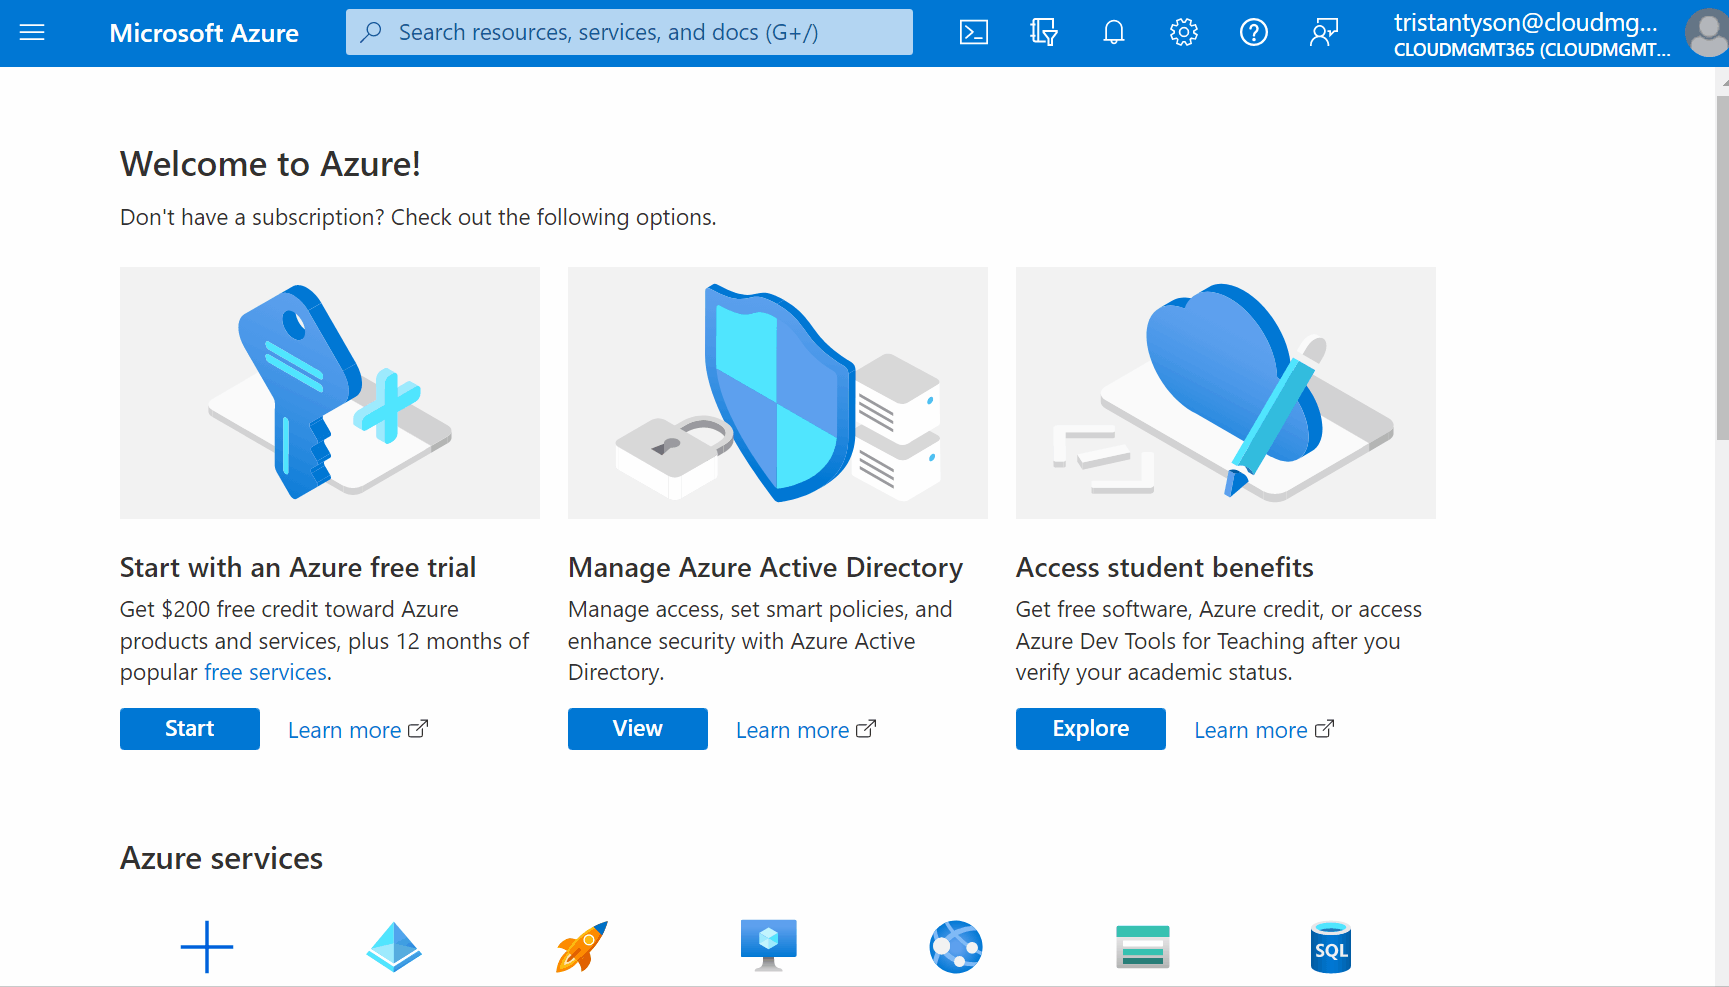 Microsoft Azure
Search resources, services, and docs (G+/)
tristantyson@cloudmg...
CLOUDMGMT365 (CLOUDMGMT...
Welcome to Azure!
Don't have a subscription? Check out the following options.
Start with an Azure free trial
Get $200 free credit toward Azure
products and services, plus 12 months of
popular free services.
Start
Learn more
Manage Azure Active Directory
Manage access, set smart policies, and
enhance security with Azure Active
Directory.
View
Learn more
Access student benefits
Get free software, Azure credit, or access
Azure Dev Tools for Teaching after you
verify your academic status.
Explore
Learn more
Azure services
SQL